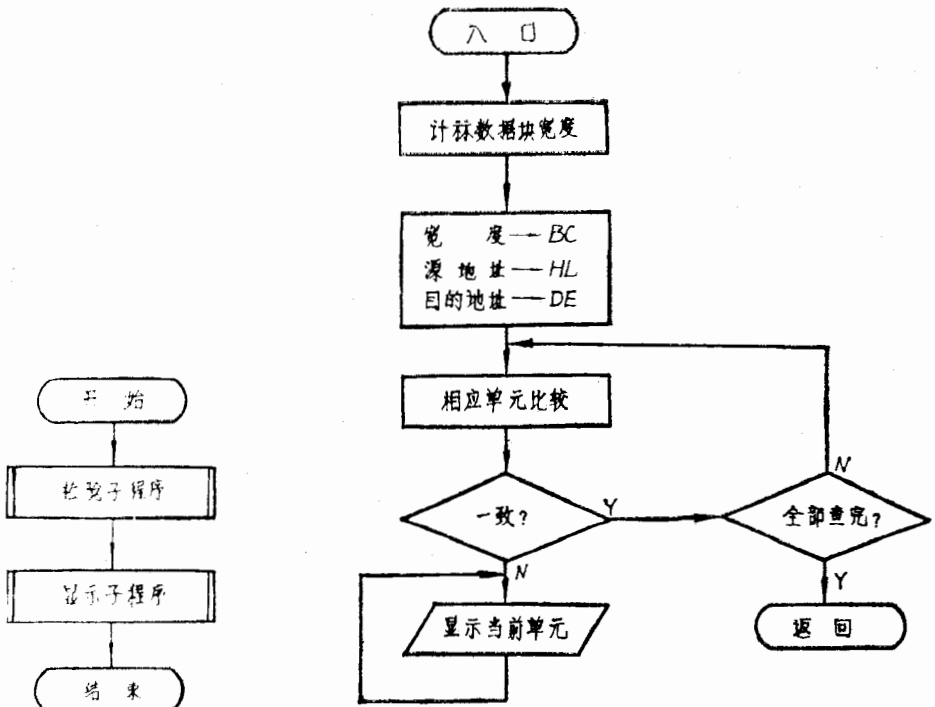 开 始
检验子程序
显示子程序
结 束
入 口
计标数据块宽度
宽 度 — BC
源 地 址 — HL
目的地址 — DE
相应单元比较
一致?
Y
N
显示当前单元
全部查完?
N
Y
返 回